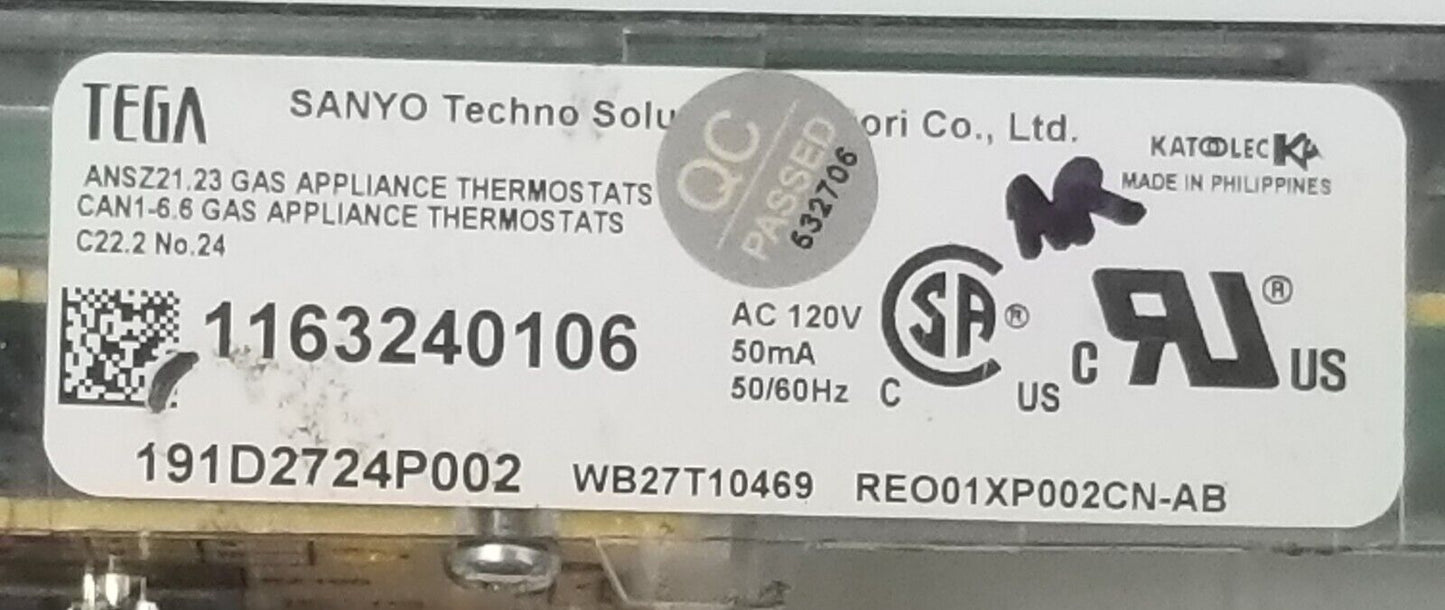 TEGA
SANYO Techno Solu ori Co., Ltd.
KATOLEC
MADE IN PHILIPPINES
ANSZ21.23 GAS APPLIANCE THERMOSTATS
CAN1-6.6 GAS APPLIANCE THERMOSTATS
C22.2 No.24
QC
PASSED
632706
1163240106
AC 120V
50mA
50/60Hz
C SA ® US
C RU ® US
191D2724P002 WB27T10469 REO01XP002CN-AB